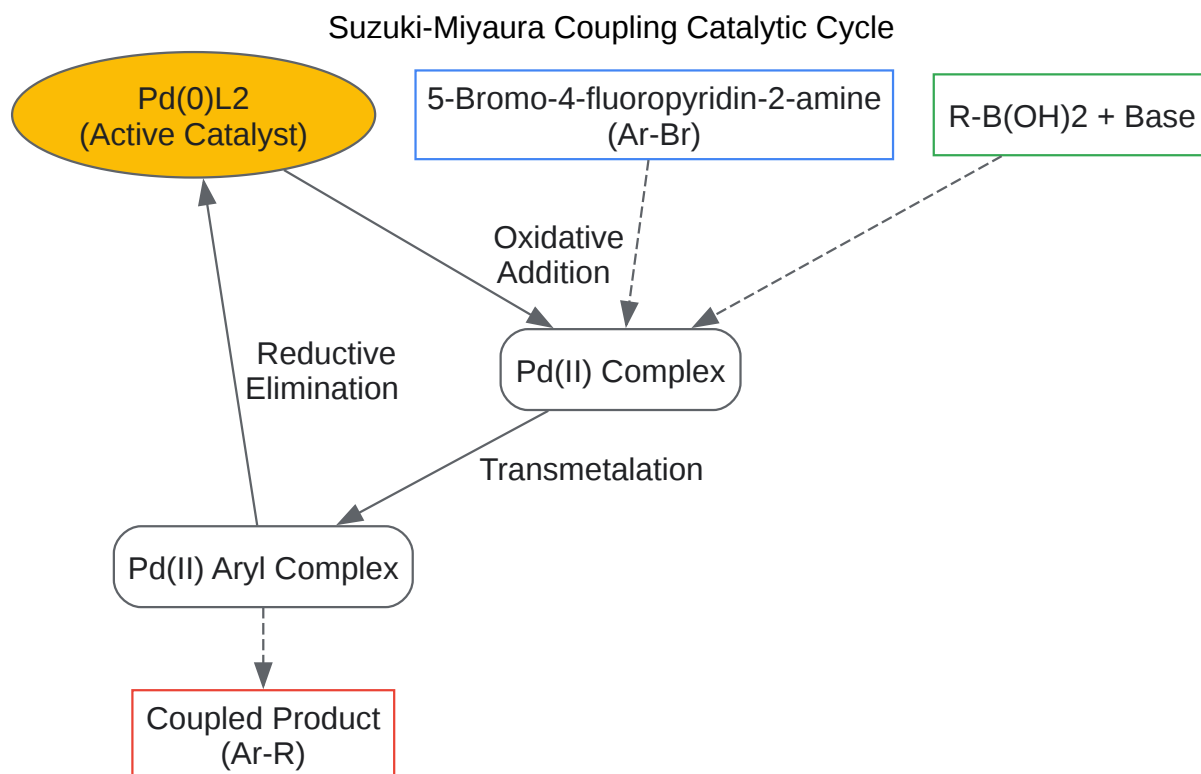 Suzuki-Miyaura Coupling Catalytic Cycle
Pd(0)L2
(Active Catalyst)
5-Bromo-4-fluoropyridin-2-amine
(Ar-Br)
R-B(OH)2 + Base
Oxidative
Addition
Reductive
Elimination
Pd(II) Complex
Transmetalation
Pd(II) Aryl Complex
Coupled Product
(Ar-R)